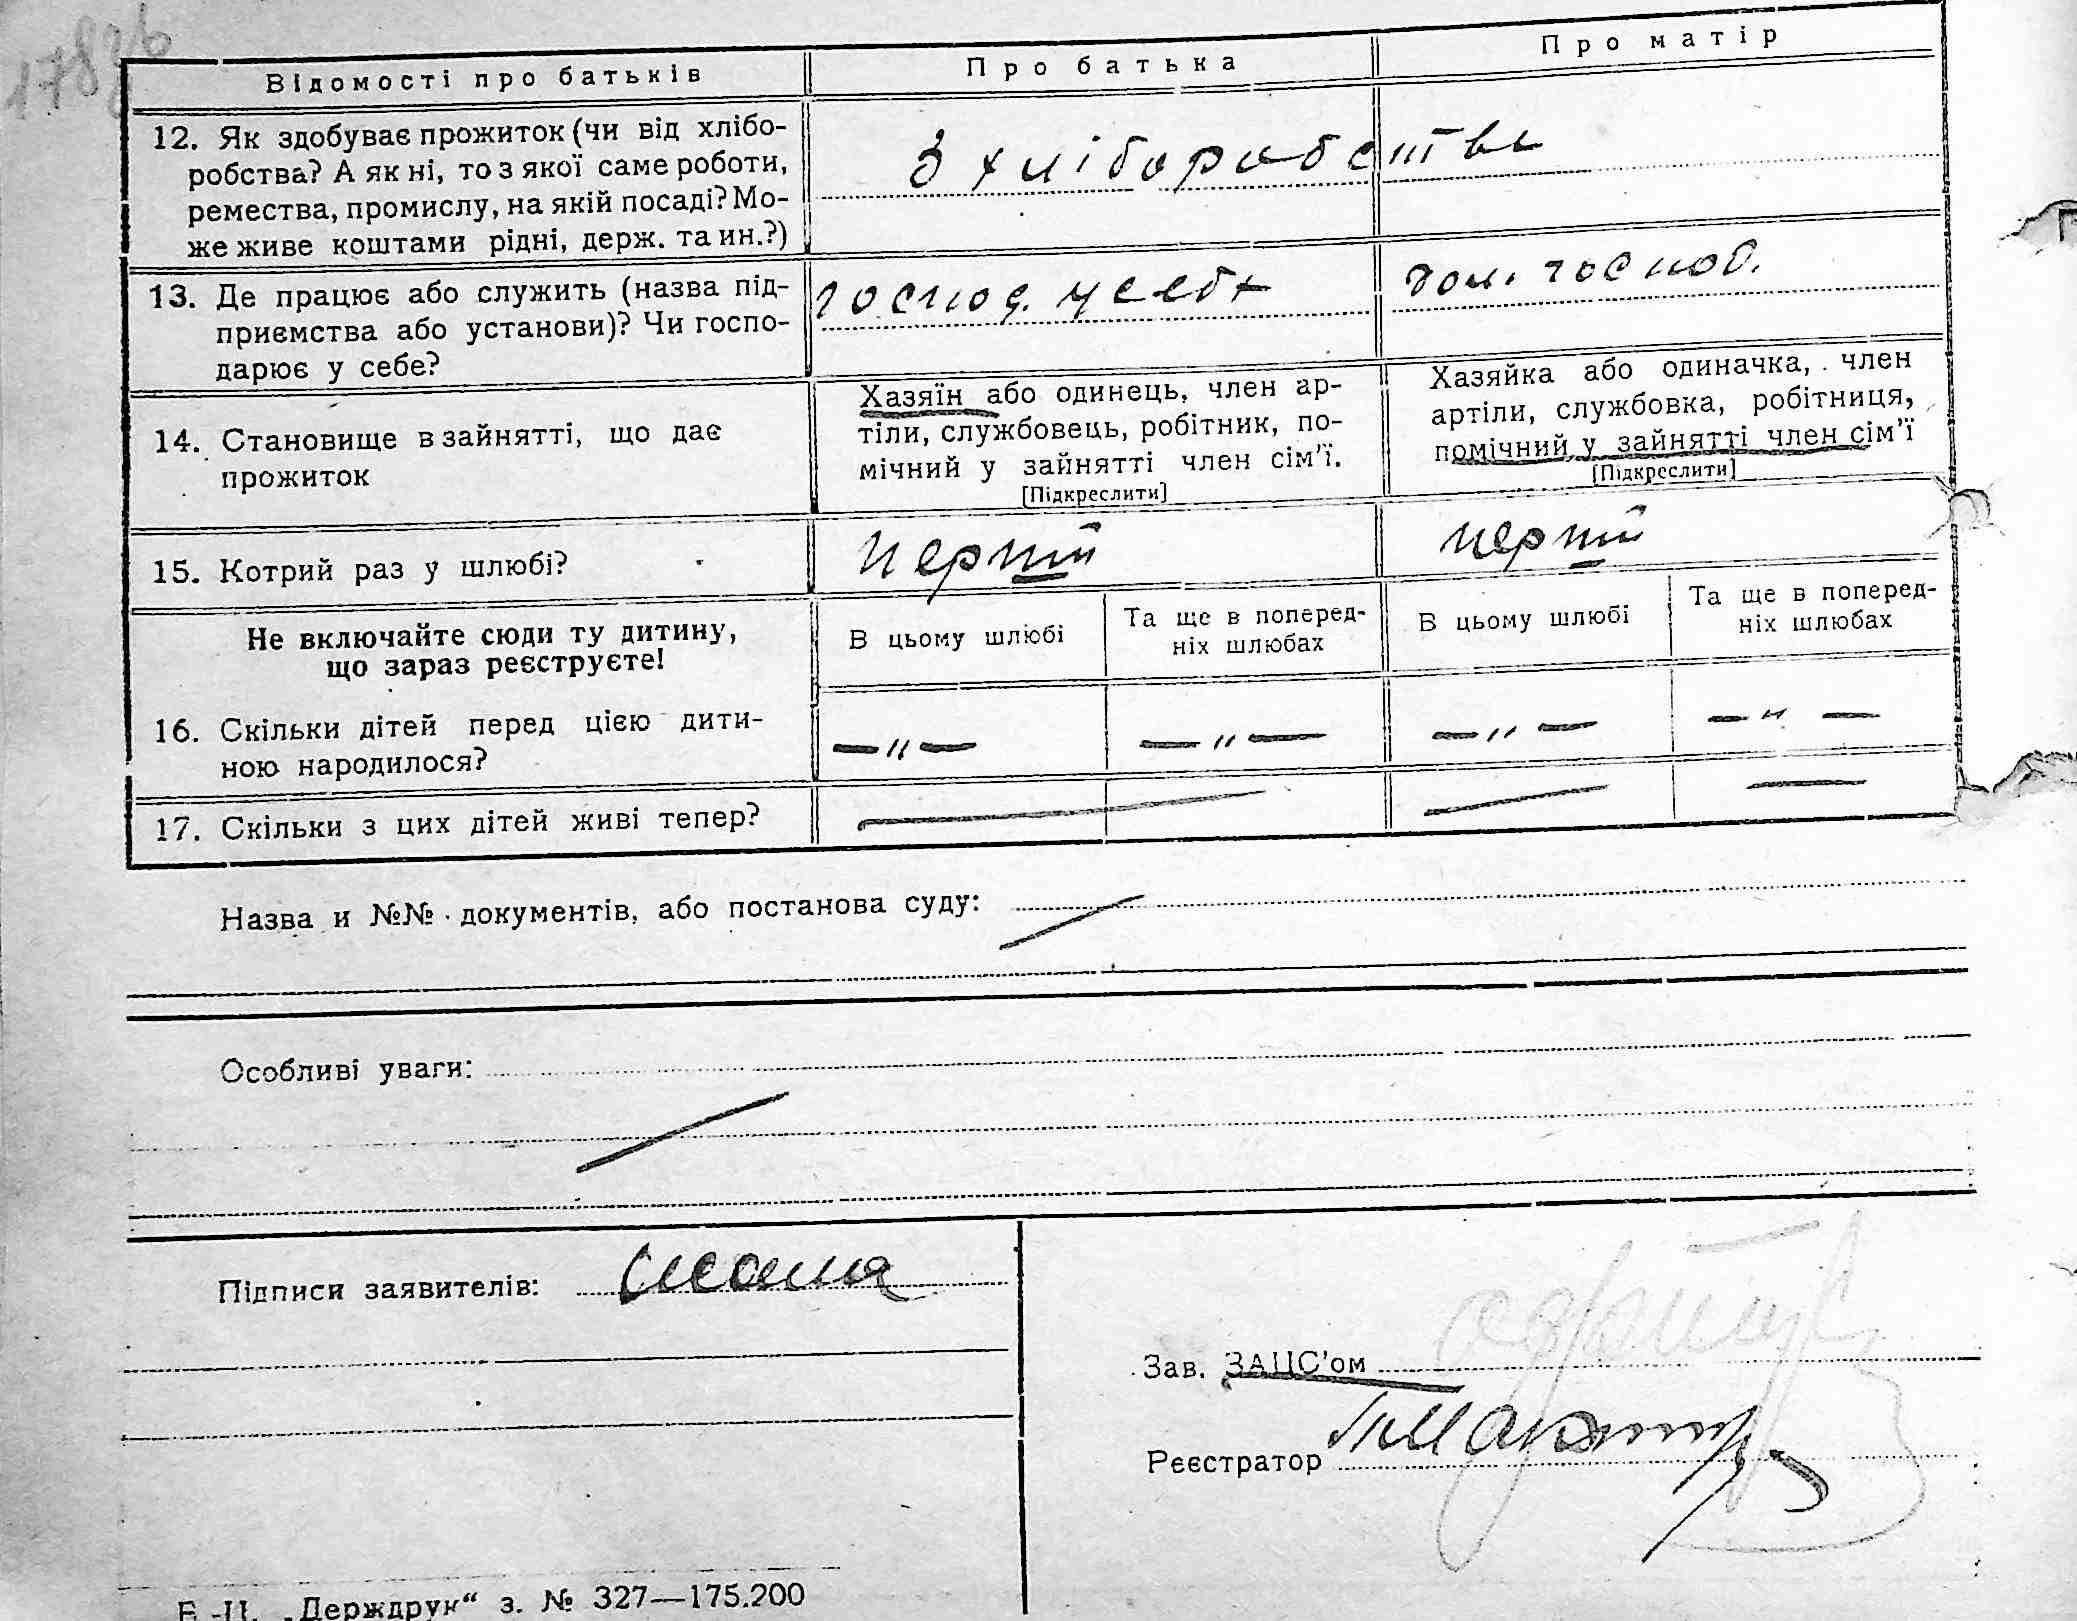 Відомості про батьків
Про батька
Про матір
12. Як здобуває прожиток (чи від хлібо-
робства? А як ні, то з якої саме роботи,
ремества, промислу, на якій посаді? Мо-
же живе коштами рідні, держ. та ин.?)
З хліборобства
13. Де працює або служить (назва під-
приємства або установи)? Чи госпо-
дарює у себе?
господ. у себе
дом. господ.
14. Становище в зайнятті, що дає
прожиток
Хазяїн або одинець, член ар-
тіли, службовець, робітник, по-
мічний у зайнятті член сім'ї.
[Підкреслити]
Хазяйка або одиначка, член
артіли, службовка, робітниця,
помічний у зайнятті член сім'ї
[Підкреслити]
15. Котрий раз у шлюбі?
перший
перший
Не включайте сюди ту дитину,
що зараз реєструєте!
В цьому шлюбі
Та ще в поперед-
ніх шлюбах
В цьому шлюбі
Та ще в поперед-
ніх шлюбах
16. Скільки дітей перед цією дити-
ною народилося?
— " —
— " —
— " —
— " —
17. Скільки з цих дітей живі тепер?
Назва и №№ документів, або постанова суду:
Особливі уваги:
Підписи заявителів:
Зав. ЗАЦС'ом
Реєстратор
„Держдрук“ з. № 327—175.200